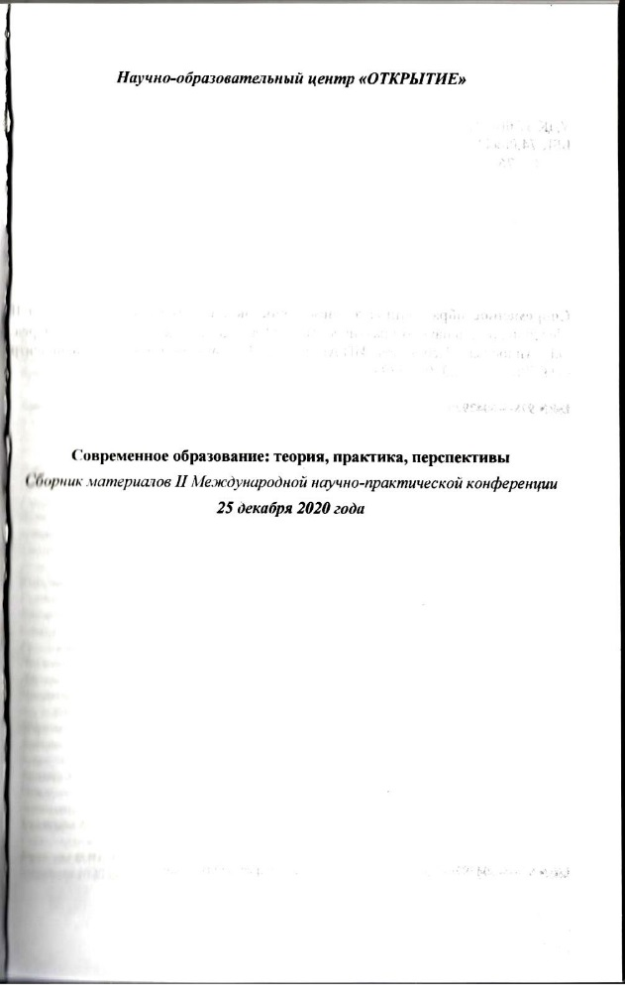 Научно-образовательный центр «ОТКРЫТИЕ»
Современное образование: теория, практика, перспективы
Сборник материалов II Международной научно-практической конференции
25 декабря 2020 года